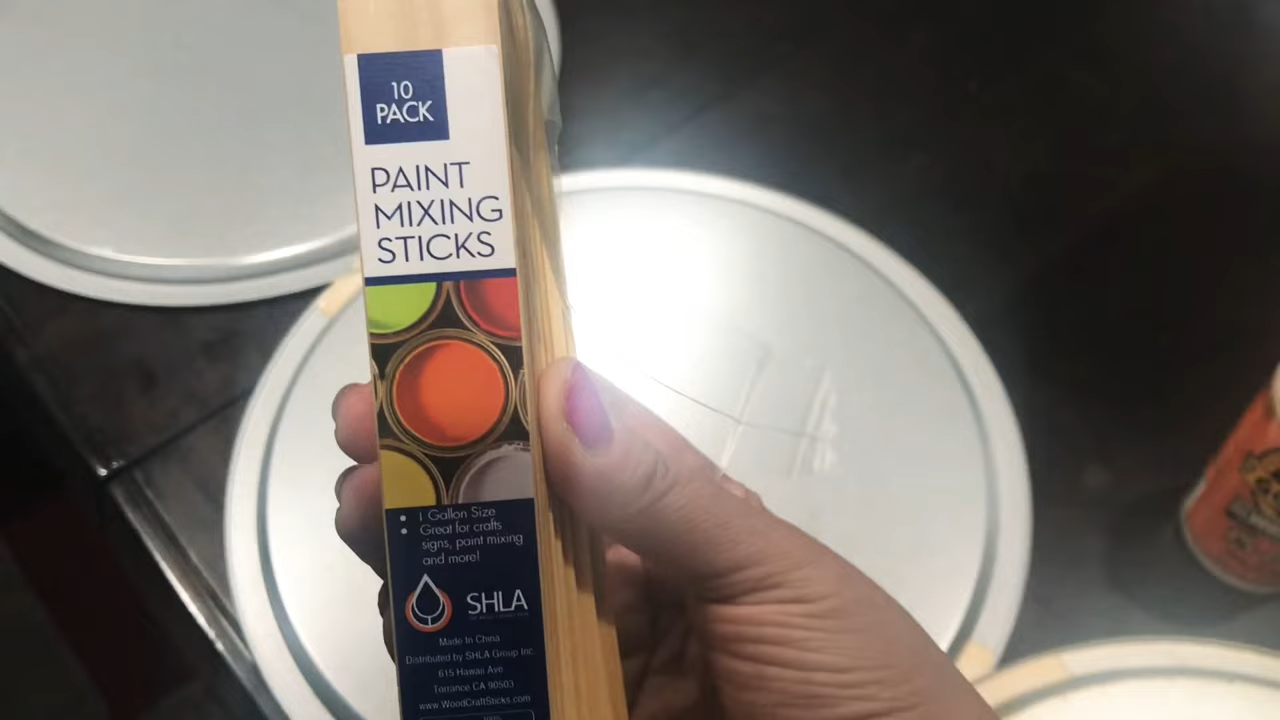 10
PACK
PAINT
MIXING
STICKS
• 1 Gallon Size
• Great for crafts
signs, paint mixing
and more!
SHLA
Made In China
Distributed by SHLA Group Inc.
615 Hawaii Ave
Torrance CA 90503
www.WoodCraftSticks.com